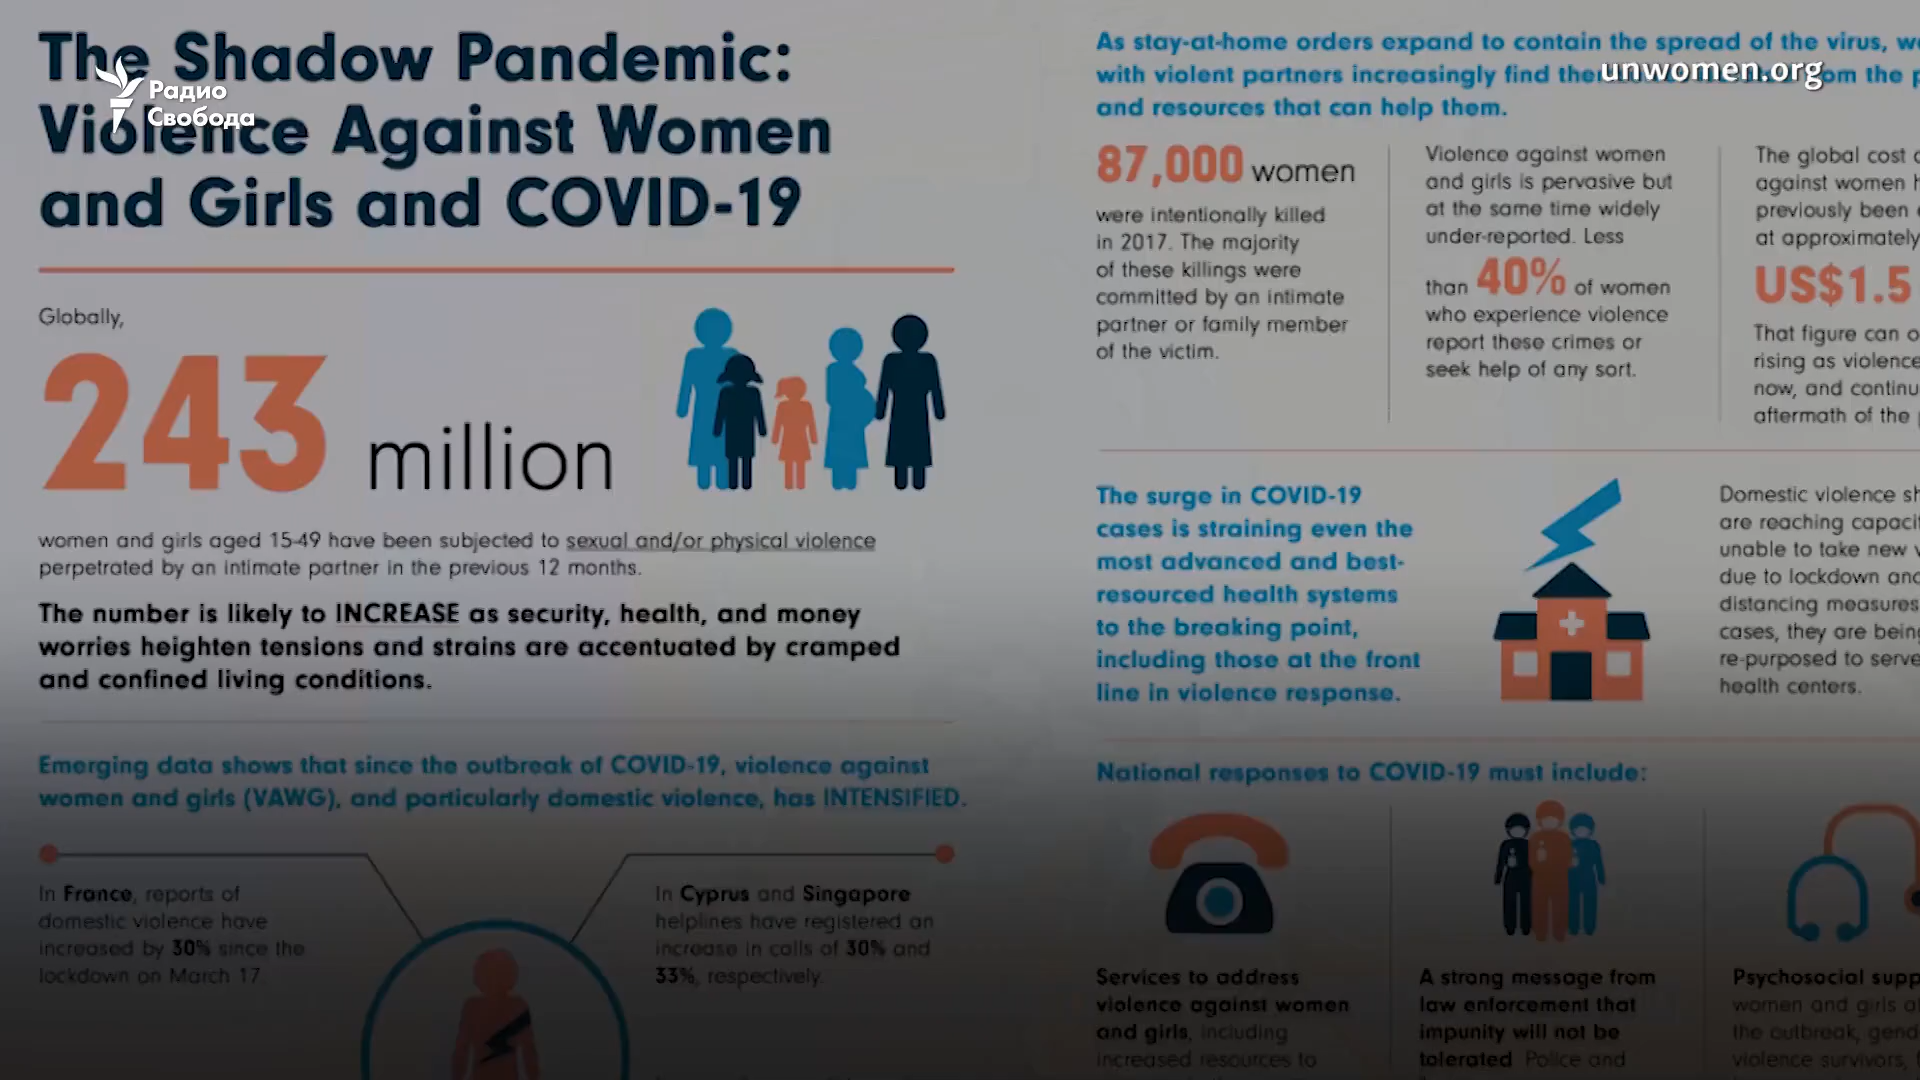 The Shadow Pandemic:
Violence Against Women
and Girls and COVID-19
Радио
Свобода
Globally,
243 million
women and girls aged 15-49 have been subjected to sexual and/or physical violence
perpetrated by an intimate partner in the previous 12 months.
The number is likely to INCREASE as security, health, and money
worries heighten tensions and strains are accentuated by cramped
and confined living conditions.
Emerging data shows that since the outbreak of COVID-19, violence against
women and girls (VAWG), and particularly domestic violence, has INTENSIFIED.
In France, reports of
domestic violence have
increased by 30% since the
lockdown on March 17.
In Cyprus and Singapore
helplines have registered an
increase in calls of 30% and
33%, respectively.
unwomen.org
As stay-at-home orders expand to contain the spread of the virus,
with violent partners increasingly find om the
and resources that can help them.
87,000 women
were intentionally killed
in 2017. The majority
of these killings were
committed by an intimate
partner or family member
of the victim.
Violence against women
and girls is pervasive but
at the same time widely
under-reported. Less
than 40% of women
who experience violence
report these crimes or
seek help of any sort.
The global cost
against women
previously been
at approximately
US$1.5
That figure can
rising as violence
now, and continu
aftermath of the
The surge in COVID-19
cases is straining even the
most advanced and best-
resourced health systems
to the breaking point,
including those at the front
line in violence response.
Domestic violence sh
are reaching capaci
unable to take new
due to lockdown and
distancing measures
cases, they are being
re-purposed to serve
health centers.
National responses to COVID-19 must include:
Services to address
violence against women
and girls, including
increased resources to
A strong message from
law enforcement that
impunity will not be
tolerated. Police and
Psychosocial supp
women and girls a
the outbreak, gend
violence survivors,